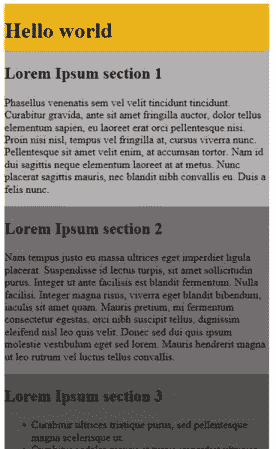 Hello world
Lorem Ipsum section 1
Phasellus venenatis sem vel velit tincidunt tincidunt.
Curabitur gravida, ante sit amet fringilla auctor, dolor tellus
elementum sapien, eu laoreet erat orci pellentesque nisi.
Proin nisi nisl, tempus vel fringilla at, cursus viverra nunc.
Pellentesque sit amet velit enim, at accumsan tortor. Nam id
dui sagittis neque elementum laoreet at at metus. Nunc
placerat sagittis mauris, nec blandit nibh convallis eu. Duis a
felis nunc.
Lorem Ipsum section 2
Nam tempus justo eu massa ultrices eget imperdiet ligula
placerat. Suspendisse id lectus turpis, sit amet sollicitudin
purus. Integer ut ante facilisis est blandit fermentum. Nulla
facilisi. Integer magna risus, viverra eget blandit bibendum,
iaculis sit amet quam. Mauris pretium, mi fermentum
consectetur egestas, orci nibh suscipit tellus, dignissim
eleifend nisl leo quis velit. Donec sed dui quis ipsum
molestie vestibulum eget sed lorem. Mauris hendrerit magna
ut leo rutrum vel luctus tellus convallis.
Lorem Ipsum section 3
Curabitur ultrices tristique purus, sed pellentesque
magna scelerisque ut.